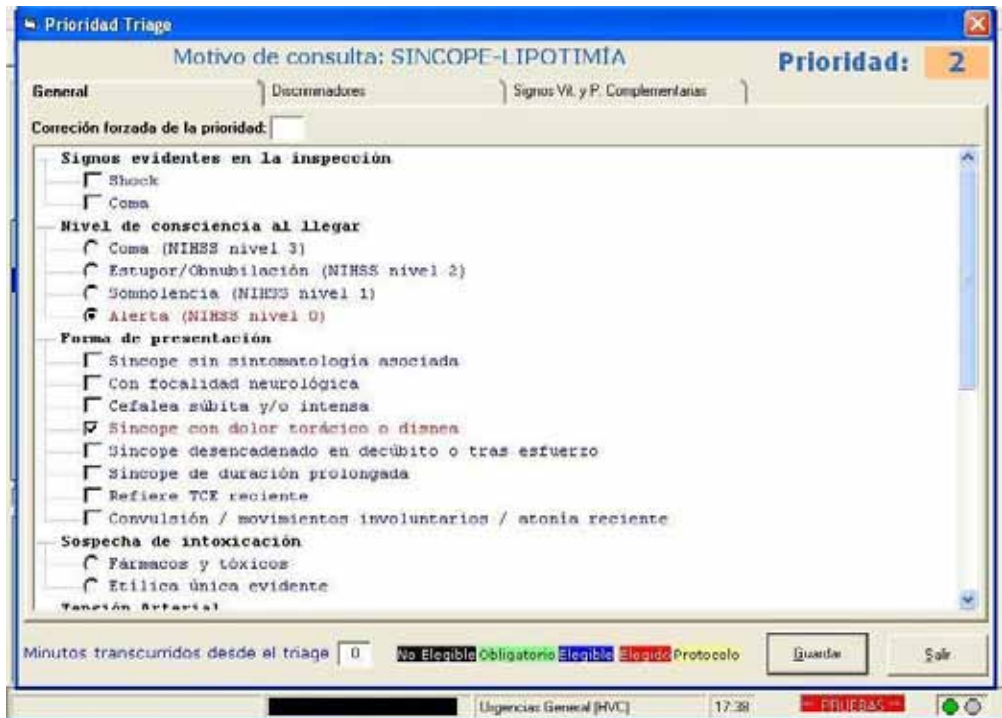 Prioridad Triage
Motivo de consulta: SINCOPE-LIPOTIMÍA
Prioridad: 2
General Discriminadores Signos Vit. y P. Complementarias
Correción forzada de la prioridad:
Signos evidentes en la inspección
Shock
Coma
Nivel de consciencia al llegar
Coma (NIHSS nivel 3)
Estupor/Obnubilación (NIHSS nivel 2)
Somnolencia (NIHSS nivel 1)
Alerta (NIHSS nivel 0)
Forma de presentación
Síncope sin sintomatología asociada
Con focalidad neurológica
Cefalea súbita y/o intensa
Síncope con dolor torácico o disnea
Síncope desencadenado en decúbito o tras esfuerzo
Síncope de duración prolongada
Refiere TCE reciente
Convulsión / movimientos involuntarios / atonía reciente
Sospecha de intoxicación
Fármacos y tóxicos
Etílica única evidente
Tensión Arterial
Minutos transcurridos desde el triage 0 No Elegible Obligatorio Elegible Elegido Protocolo Guardar Salir
Urgencias General [HVC] 17:38 -- PRUEBAS --